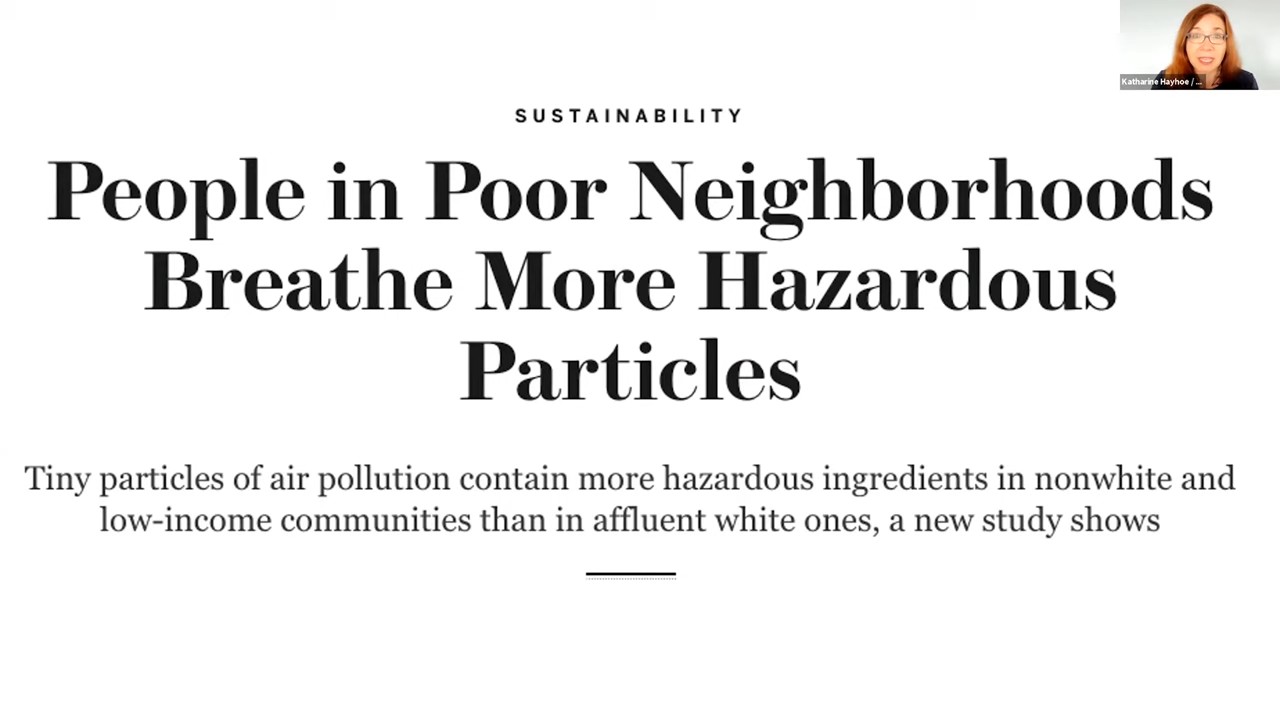 Katharine Hayhoe / ...
SUSTAINABILITY
People in Poor Neighborhoods
Breathe More Hazardous
Particles
Tiny particles of air pollution contain more hazardous ingredients in nonwhite and
low-income communities than in affluent white ones, a new study shows